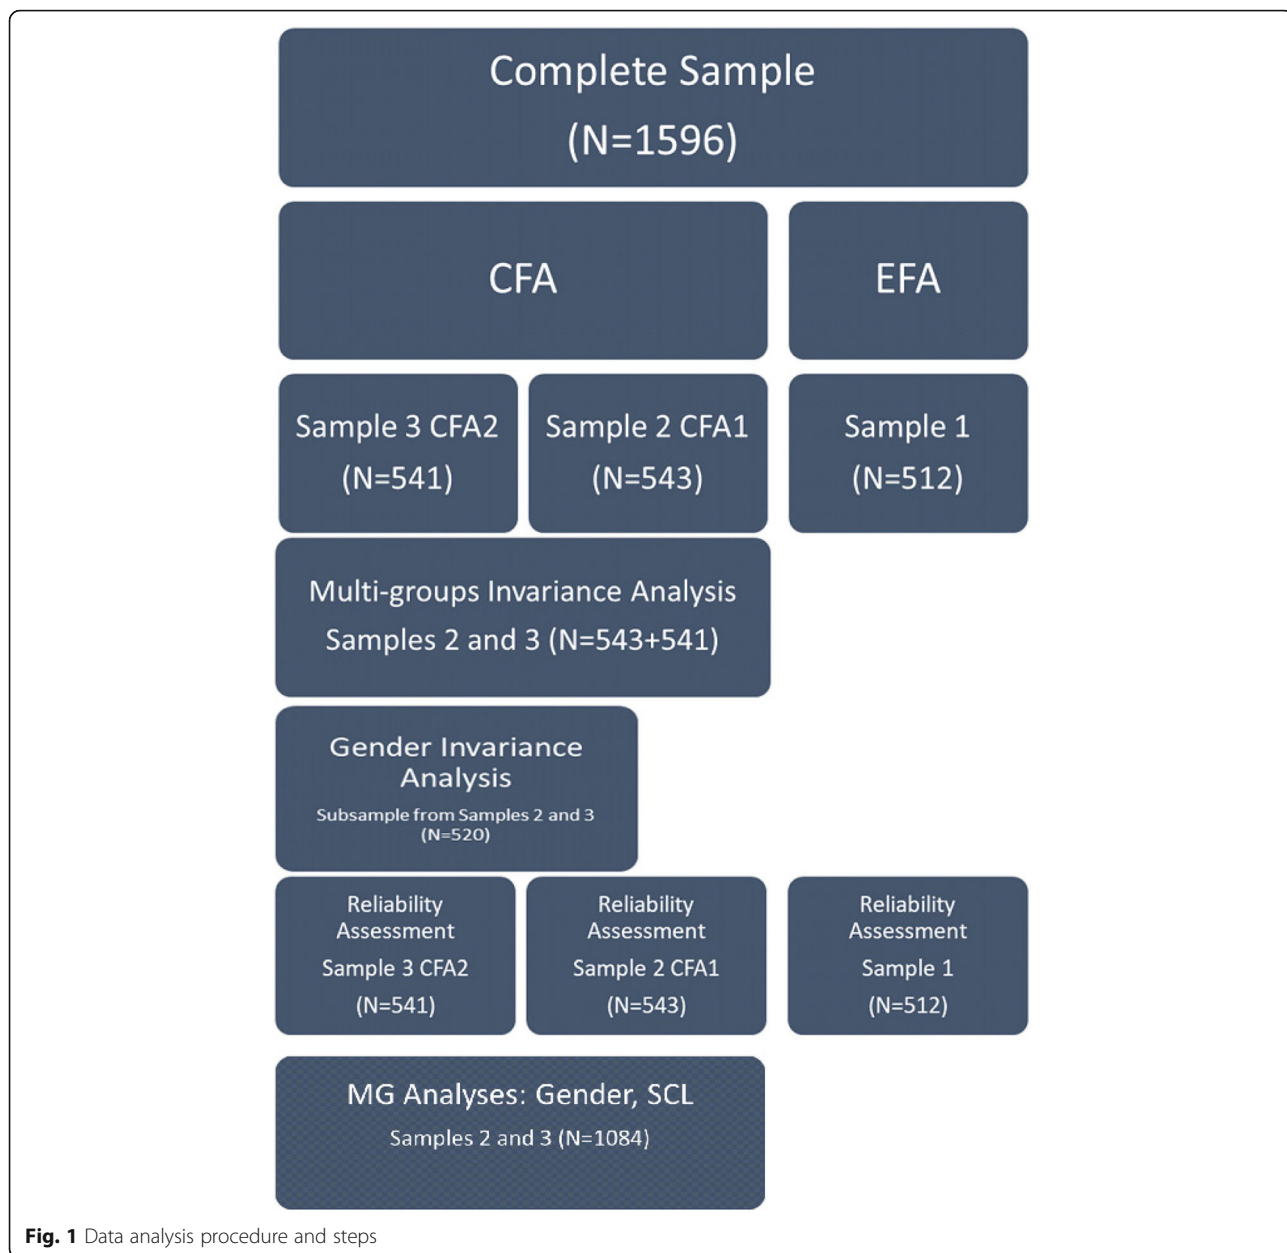 Complete Sample
(N=1596)
CFA
EFA
Sample 3 CFA2
(N=541)
Sample 2 CFA1
(N=543)
Sample 1
(N=512)
Multi-groups Invariance Analysis
Samples 2 and 3 (N=543+541)
Gender Invariance
Analysis
Subsample from Samples 2 and 3
(N=520)
Reliability
Assessment
Sample 3 CFA2
(N=541)
Reliability
Assessment
Sample 2 CFA1
(N=543)
Reliability
Assessment
Sample 1
(N=512)
MG Analyses: Gender, SCL
Samples 2 and 3 (N=1084)
Fig. 1 Data analysis procedure and steps